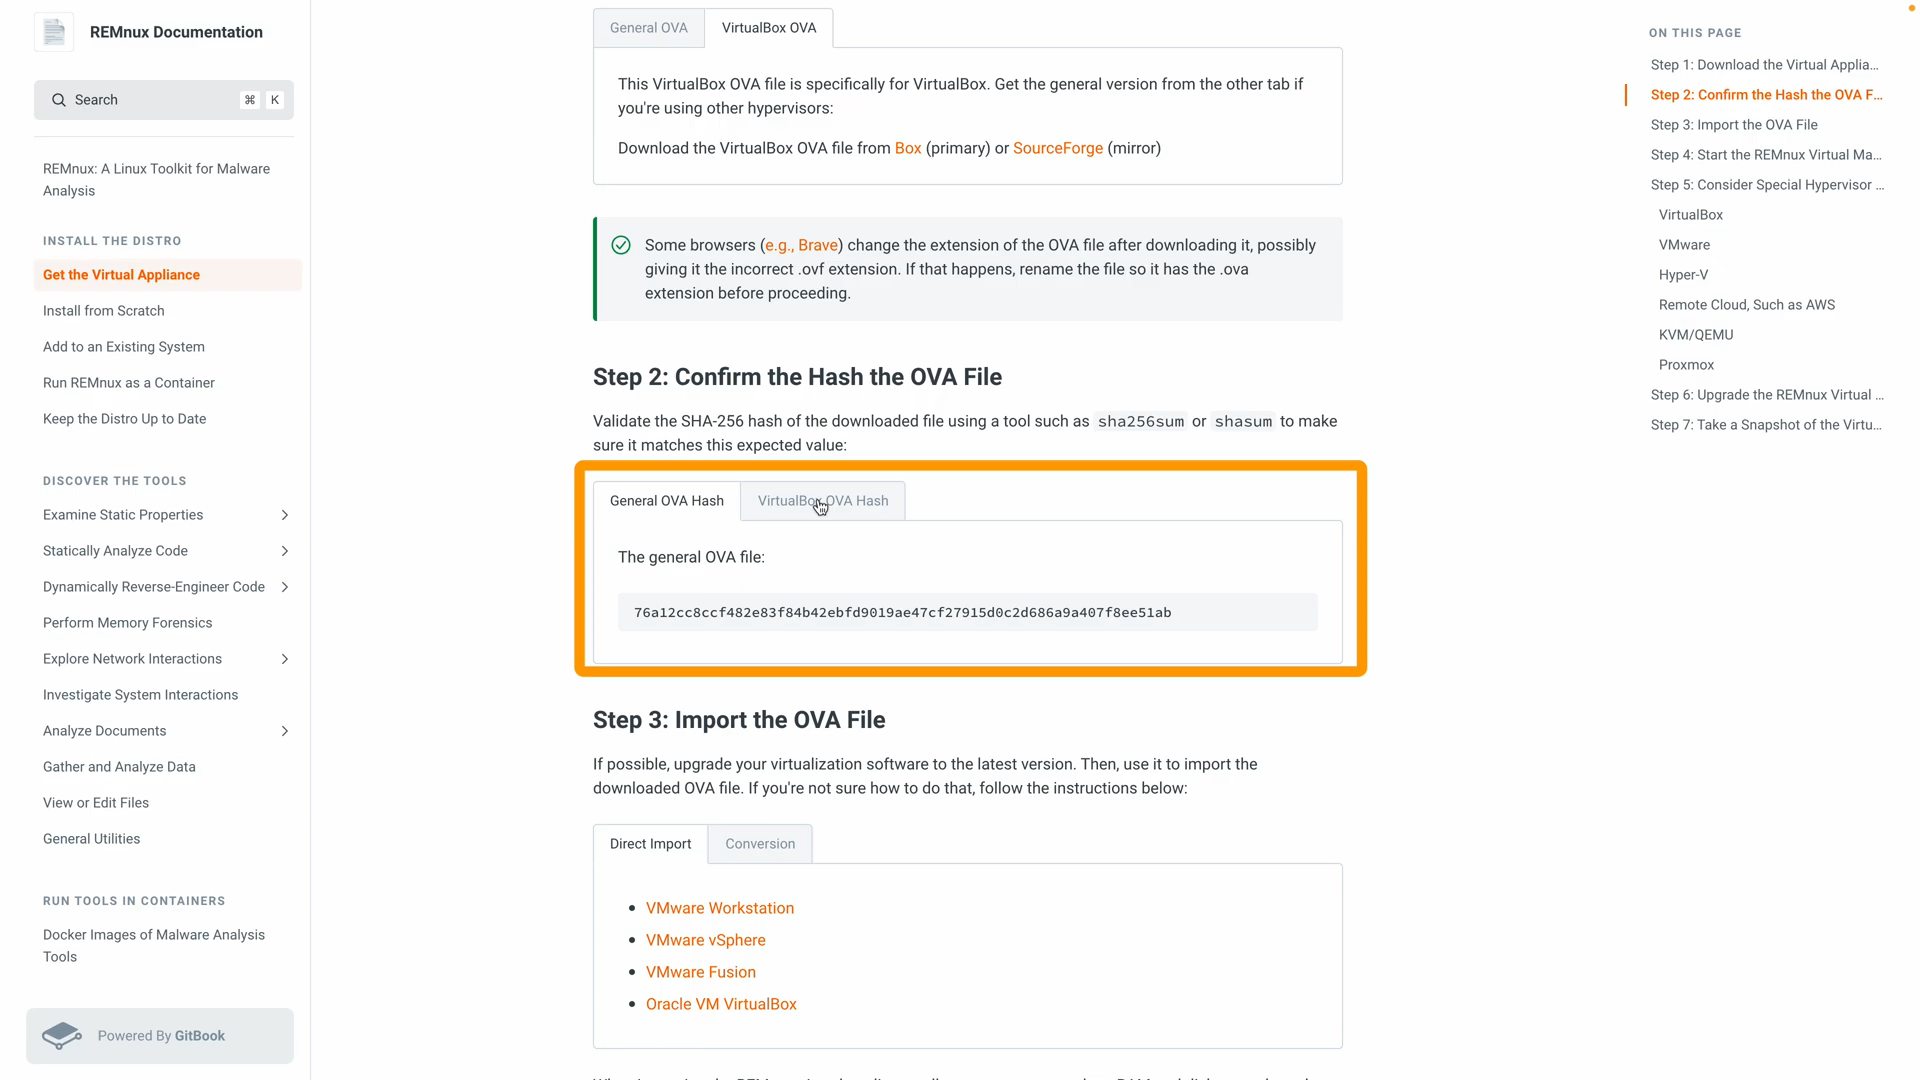 REMnux Documentation
Search
⌘ K
REMnux: A Linux Toolkit for Malware
Analysis
INSTALL THE DISTRO
Get the Virtual Appliance
Install from Scratch
Add to an Existing System
Run REMnux as a Container
Keep the Distro Up to Date
DISCOVER THE TOOLS
Examine Static Properties
Statically Analyze Code
Dynamically Reverse-Engineer Code
Perform Memory Forensics
Explore Network Interactions
Investigate System Interactions
Analyze Documents
Gather and Analyze Data
View or Edit Files
General Utilities
RUN TOOLS IN CONTAINERS
Docker Images of Malware Analysis
Tools
Powered By GitBook
General OVA VirtualBox OVA
This VirtualBox OVA file is specifically for VirtualBox. Get the general version from the other tab if
you're using other hypervisors:
Download the VirtualBox OVA file from Box (primary) or SourceForge (mirror)
Some browsers (e.g., Brave) change the extension of the OVA file after downloading it, possibly
giving it the incorrect .ovf extension. If that happens, rename the file so it has the .ova
extension before proceeding.
Step 2: Confirm the Hash the OVA File
Validate the SHA-256 hash of the downloaded file using a tool such as sha256sum or shasum to make
sure it matches this expected value:
General OVA Hash VirtualBox OVA Hash
The general OVA file:
76a12cc8ccf482e83f84b42ebfd9019ae47cf27915d0c2d686a9a407f8ee51ab
Step 3: Import the OVA File
If possible, upgrade your virtualization software to the latest version. Then, use it to import the
downloaded OVA file. If you're not sure how to do that, follow the instructions below:
Direct Import Conversion
VMware Workstation
VMware vSphere
VMware Fusion
Oracle VM VirtualBox
ON THIS PAGE
Step 1: Download the Virtual Applia...
Step 2: Confirm the Hash the OVA F...
Step 3: Import the OVA File
Step 4: Start the REMnux Virtual Ma...
Step 5: Consider Special Hypervisor ...
VirtualBox
VMware
Hyper-V
Remote Cloud, Such as AWS
KVM/QEMU
Proxmox
Step 6: Upgrade the REMnux Virtual ...
Step 7: Take a Snapshot of the Virtu...